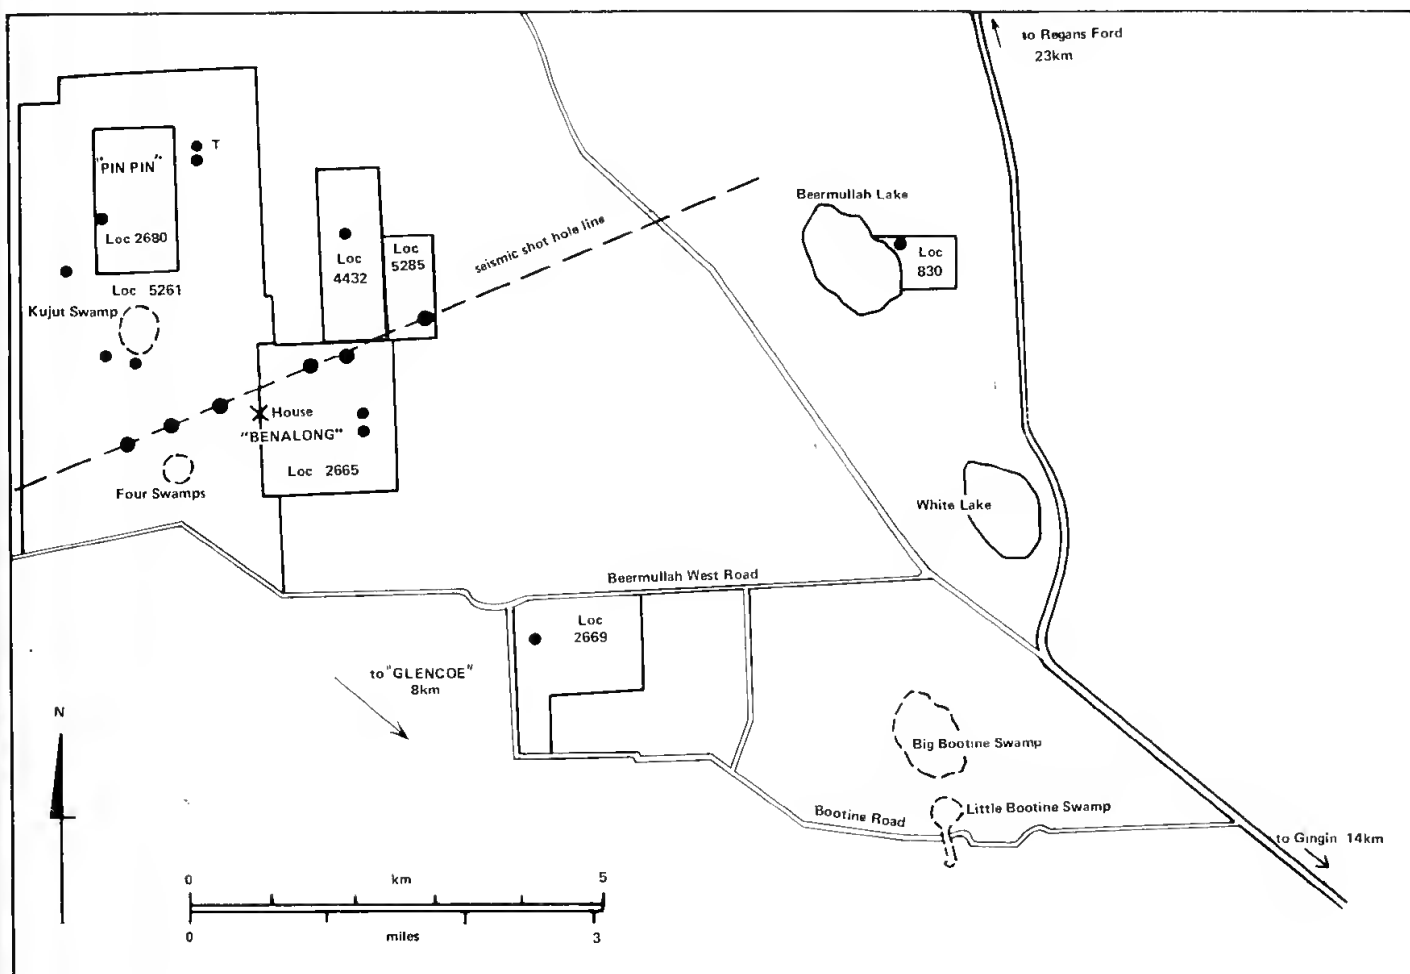 to Regans Ford
23km
T
"PIN PIN"
Beermullah Lake
seismic shot hole line
Loc 2680
Loc
4432
Loc
5285
Loc
830
Loc 5261
Kujut Swamp
House
"BENALONG"
Loc 2665
Four Swamps
White Lake
Beermullah West Road
Loc
2669
to "GLENCOE"
8km
N
Big Bootine Swamp
Little Bootine Swamp
Bootine Road
to Gingin 14km
0 km 5
0 miles 3